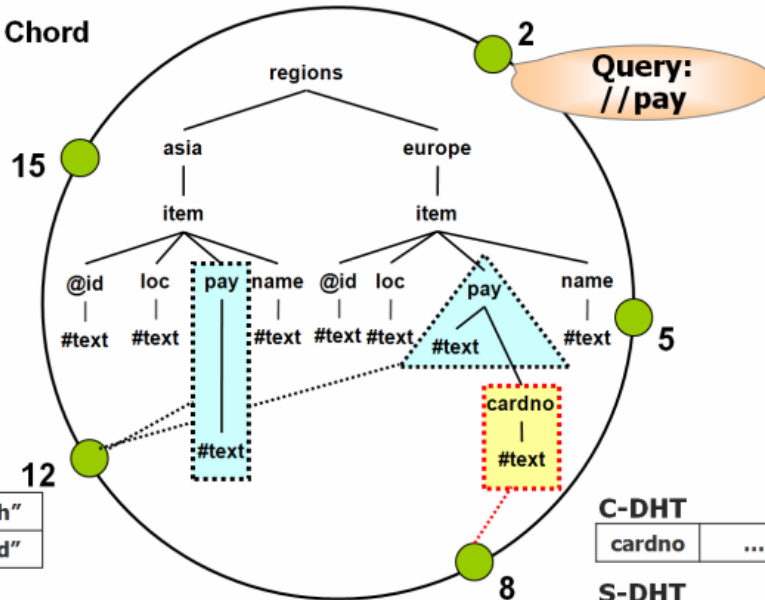 Chord
2
Query:
//pay
regions
15
asia europe
item item
@id loc pay name @id loc pay name
#text #text #text #text #text #text #text
5
cardno
#text #text
12
h”
d”
C-DHT
cardno ...
8
S-DHT